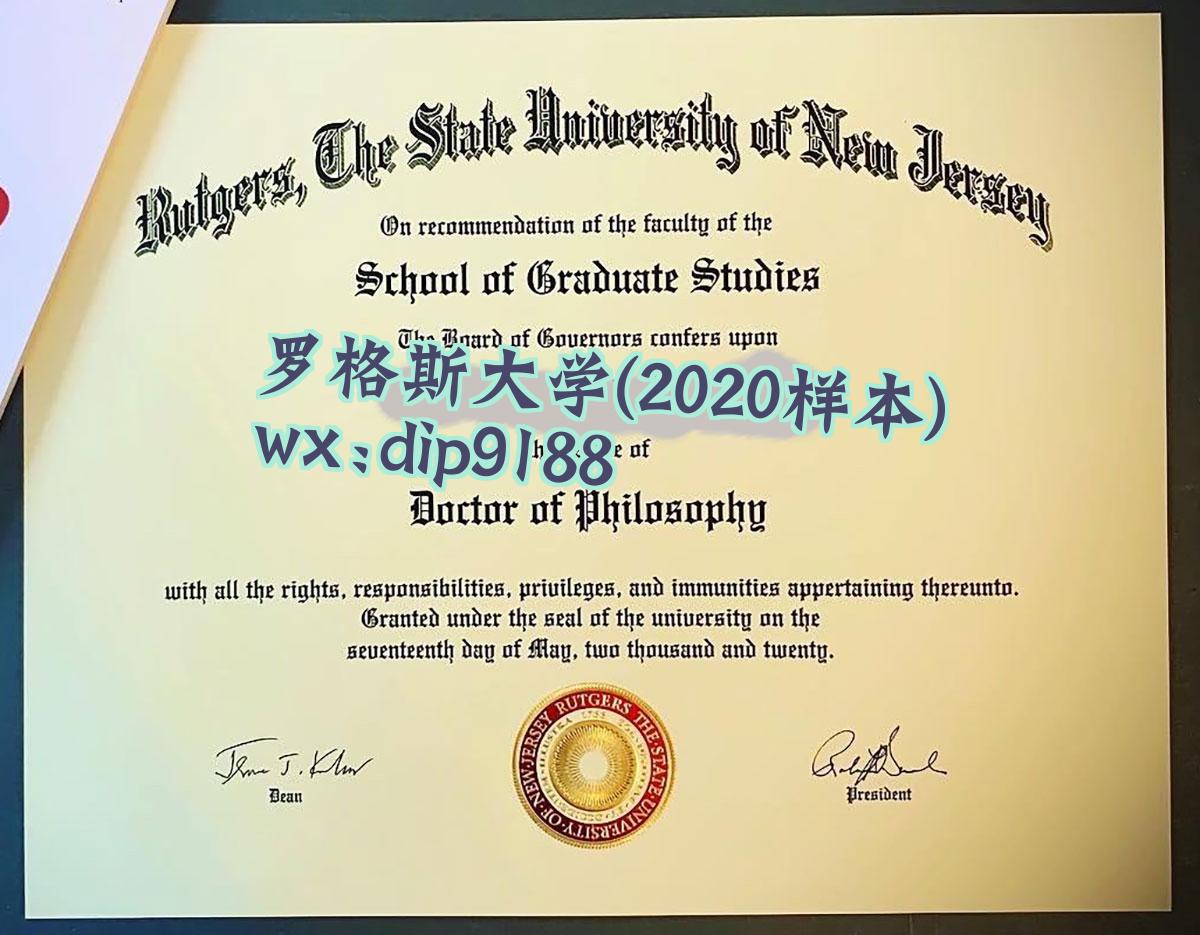 Rutgers, The State University of New Jersey
On recommendation of the faculty of the
School of Graduate Studies
The Board of Governors confers upon
罗格斯大学(2020样本)
wx:dip9188
of
Doctor of Philosophy
with all the rights, responsibilities, privileges, and immunities appertaining thereunto.
Granted under the seal of the university on the
seventeenth day of May, two thousand and twenty.
RUTGERS THE·STATE·UNIVERSITY·OF·NEW·JERSEY
Dean
President